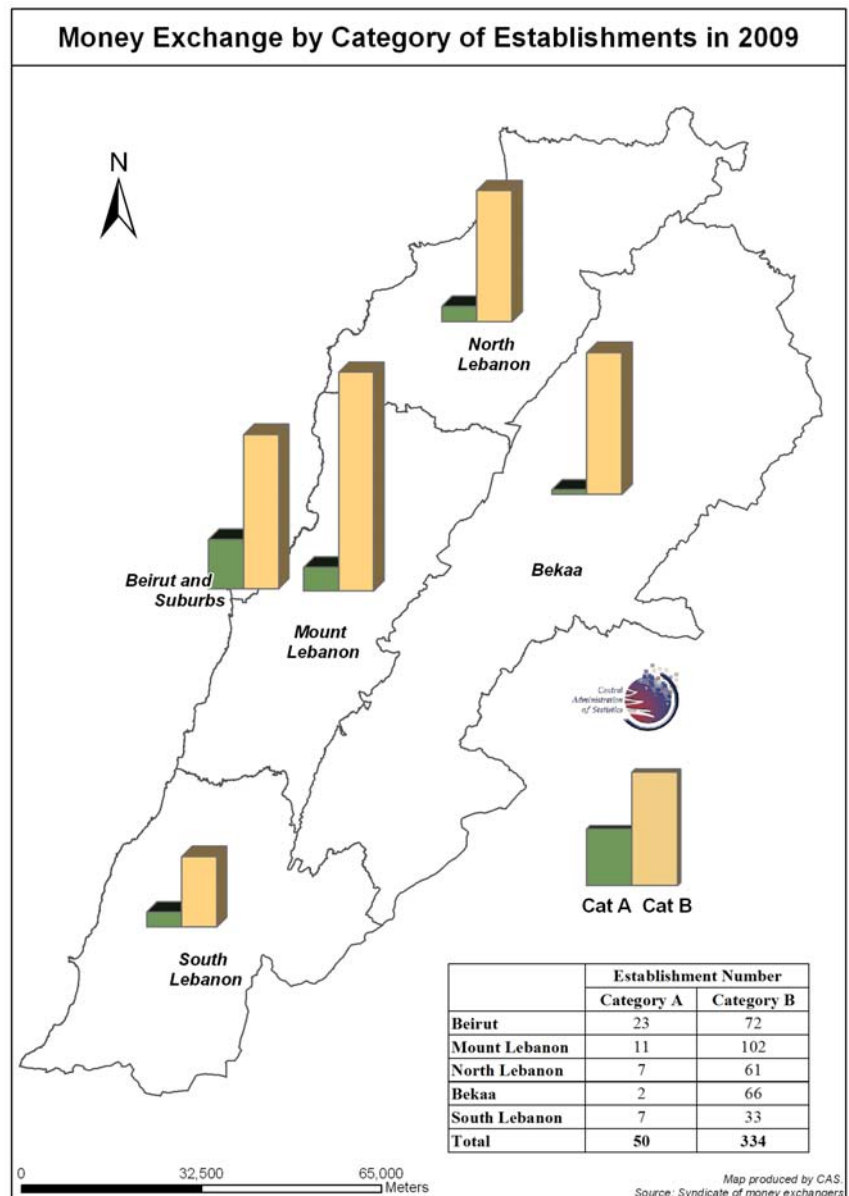 Money Exchange by Category of Establishments in 2009
N
North
Lebanon
Beirut and
Suburbs
Mount
Lebanon
Bekaa
Central
Administration
of Statistics
Cat A Cat B
South
Lebanon
Establishment Number
Category A Category B
Beirut 23 72
Mount Lebanon 11 102
North Lebanon 7 61
Bekaa 2 66
South Lebanon 7 33
Total 50 334
0 32,500 65,000
Meters
Map produced by CAS.
Source: Syndicate of money exchangers